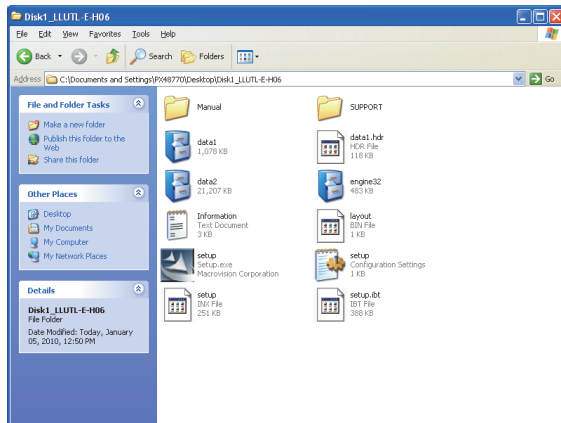 Disk1_LLUTL-E-H06
File Edit View Favorites Tools Help
Back Search Folders
Address C:\Documents and Settings\PX48770\Desktop\Disk1_LLUTL-E-H06 Go
File and Folder Tasks
Make a new folder
Publish this folder to the
Web
Share this folder
Other Places
Desktop
My Documents
My Computer
My Network Places
Details
Disk1_LLUTL-E-H06
File Folder
Date Modified: Today, January
05, 2010, 12:50 PM
Manual
SUPPORT
data1
1,078 KB
data1.hdr
HDR File
118 KB
data2
21,207 KB
engine32
483 KB
Information
Text Document
3 KB
layout
BIN File
1 KB
setup
Setup.exe
Macrovision Corporation
setup
Configuration Settings
1 KB
setup
INX File
251 KB
setup.ibt
IBT File
388 KB